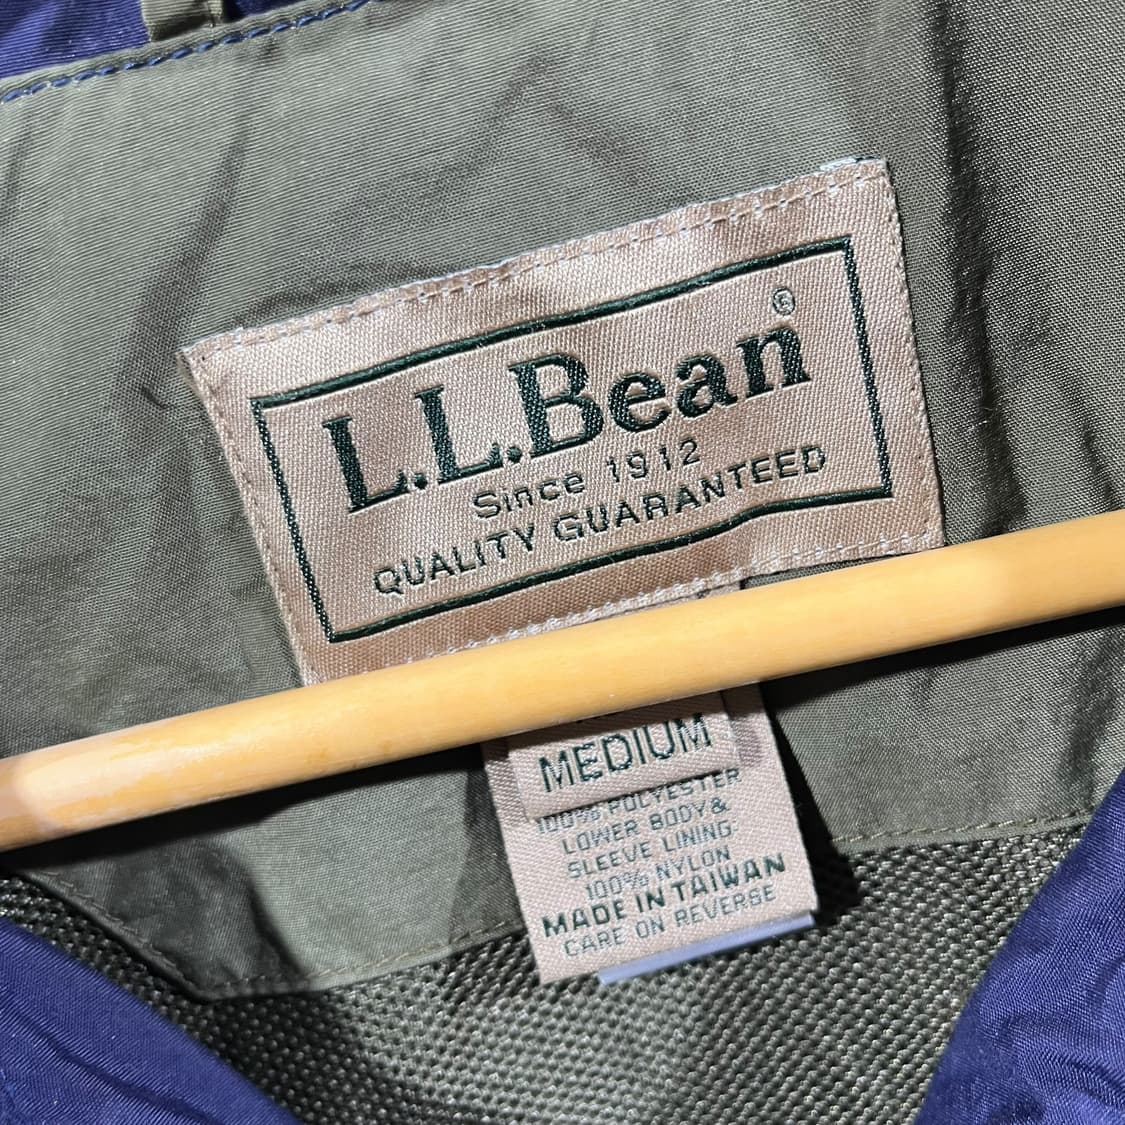 L.L.Bean®
Since 1912
QUALITY GUARANTEED
MEDIUM
100% POLYESTER
LOWER BODY &
SLEEVE LINING
100% NYLON
MADE IN TAIWAN
CARE ON REVERSE